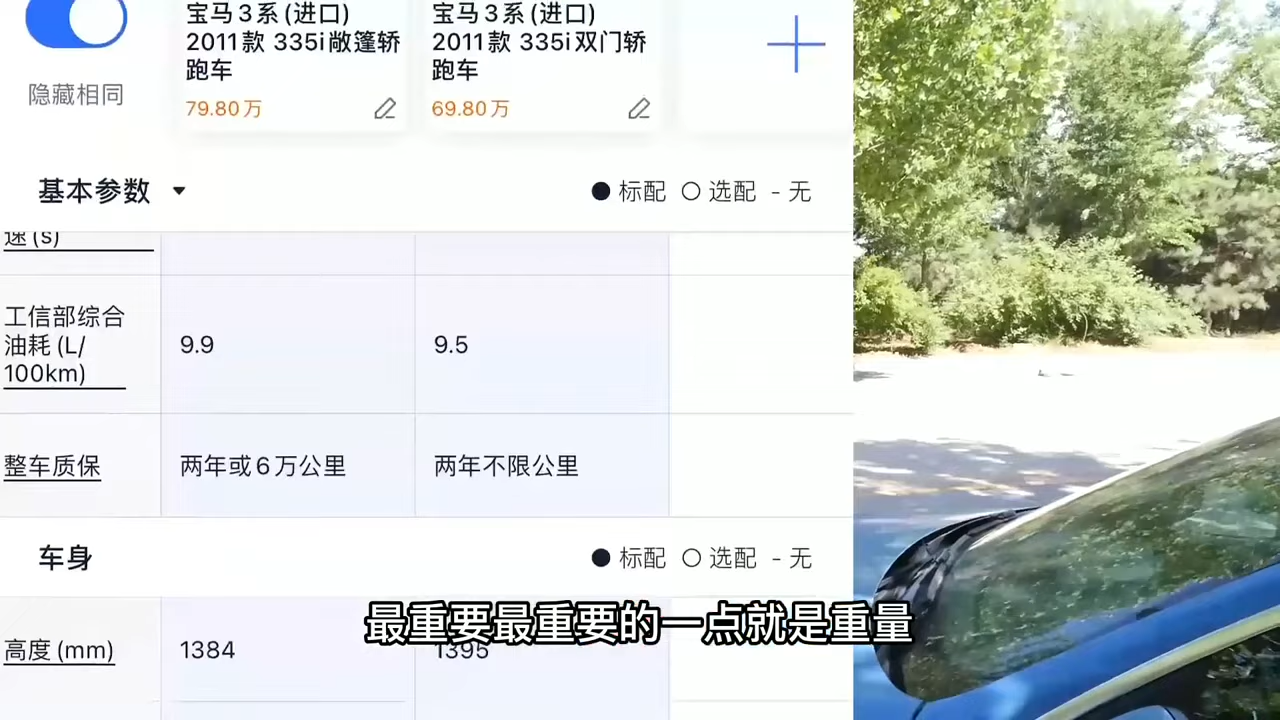 宝马3系(进口)
2011款 335i敞篷轿
跑车
79.80万
宝马3系(进口)
2011款 335i双门轿
跑车
69.80万
隐藏相同
基本参数
标配 选配 - 无
速(s)
工信部综合
油耗(L/
100km)
9.9
9.5
整车质保
两年或6万公里
两年不限公里
车身
标配 选配 - 无
高度(mm)
1384
1395
最重要最重要的一点就是重量